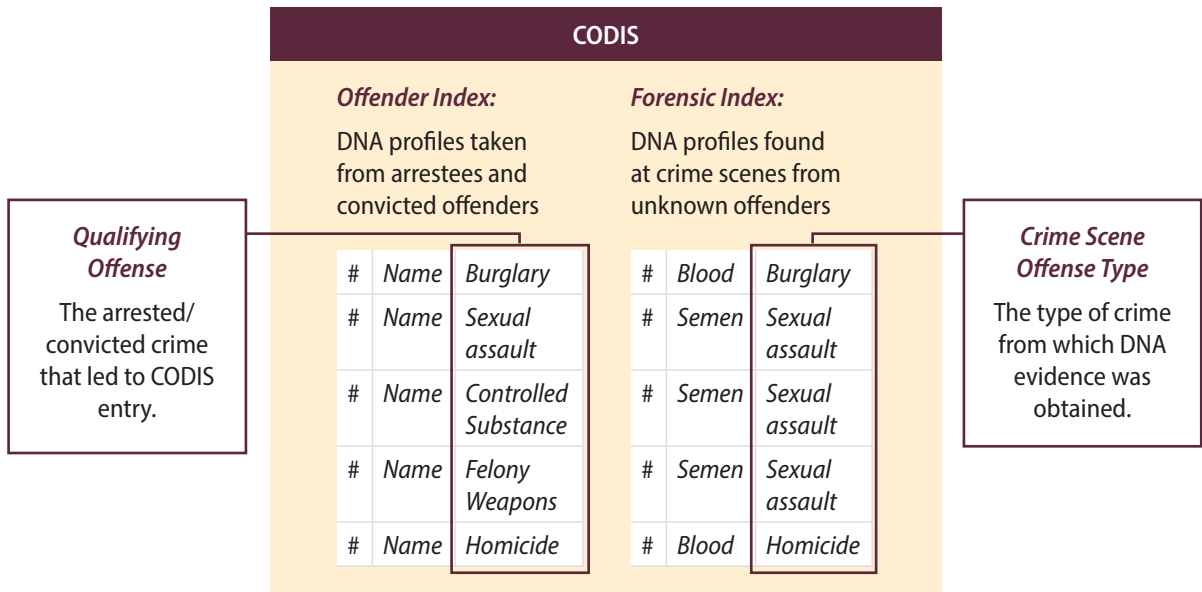 CODIS
Offender Index:
DNA profiles taken
from arrestees and
convicted offenders
Forensic Index:
DNA profiles found
at crime scenes from
unknown offenders
Qualifying
Offense
The arrested/
convicted crime
that led to CODIS
entry.
# Name Burglary
# Name Sexual
assault
# Name Controlled
Substance
# Name Felony
Weapons
# Name Homicide
# Blood Burglary
# Semen Sexual
assault
# Semen Sexual
assault
# Semen Sexual
assault
# Blood Homicide
Crime Scene
Offense Type
The type of crime
from which DNA
evidence was
obtained.